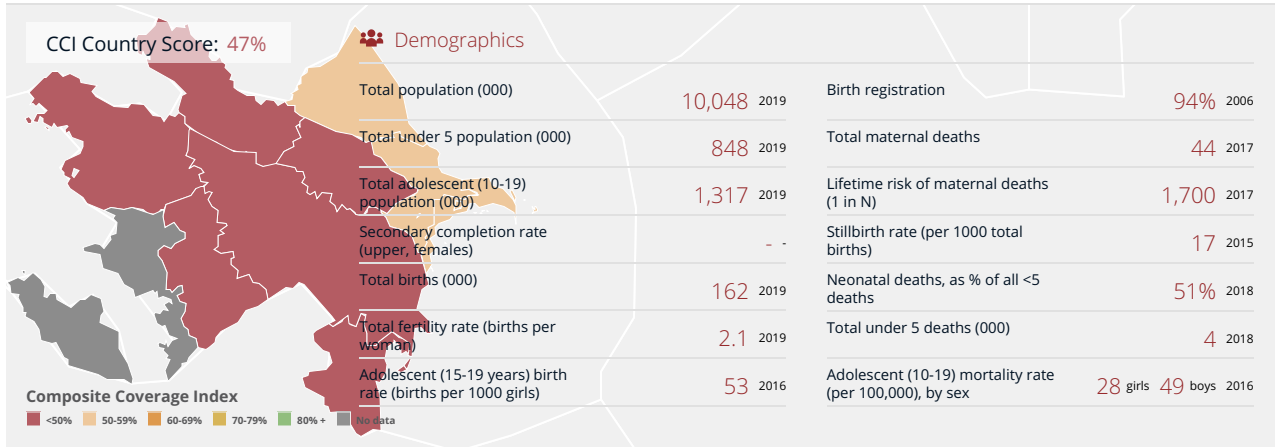 CCI Country Score: 47%
Demographics
Total population (000)
10,048 2019
Total under 5 population (000)
848 2019
Total adolescent (10-19)
population (000)
1,317 2019
Secondary completion rate
(upper, females)
- -
Total births (000)
162 2019
Total fertility rate (births per
woman)
2.1 2019
Adolescent (15-19 years) birth
rate (births per 1000 girls)
53 2016
Birth registration
94% 2006
Total maternal deaths
44 2017
Lifetime risk of maternal deaths
(1 in N)
1,700 2017
Stillbirth rate (per 1000 total
births)
17 2015
Neonatal deaths, as % of all <5
deaths
51% 2018
Total under 5 deaths (000)
4 2018
Adolescent (10-19) mortality rate
(per 100,000), by sex
28 girls 49 boys 2016
Composite Coverage Index
<50% 50-59% 60-69% 70-79% 80% + No data